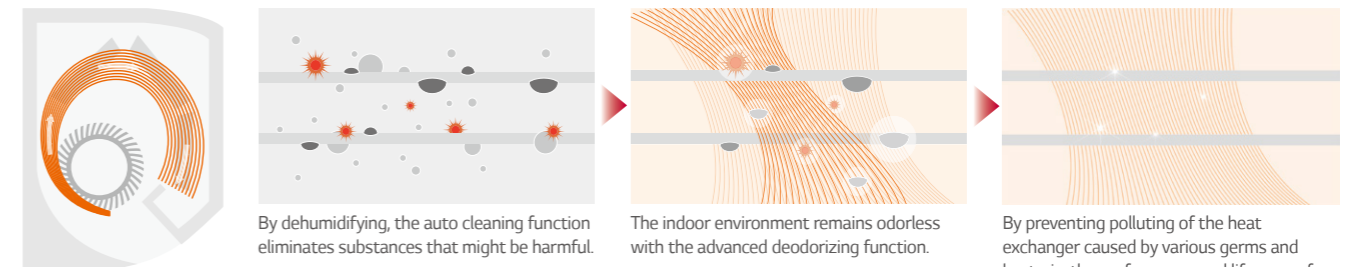 By dehumidifying, the auto cleaning function
eliminates substances that might be harmful.
The indoor environment remains odorless
with the advanced deodorizing function.
By preventing polluting of the heat
exchanger caused by various germs and